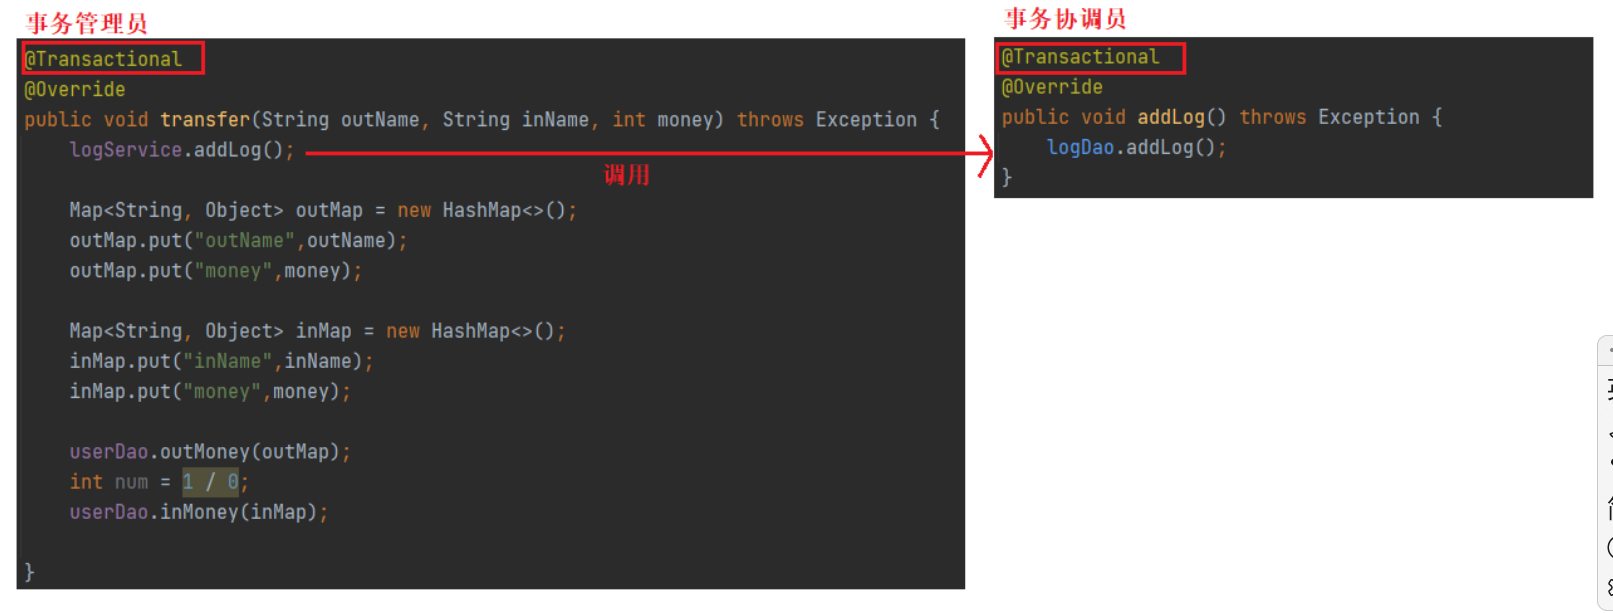 事务管理员
@Transactional
@Override
public void transfer(String outName, String inName, int money) throws Exception {
    logService.addLog();
调用
    Map<String, Object> outMap = new HashMap<>();
    outMap.put("outName",outName);
    outMap.put("money",money);
    Map<String, Object> inMap = new HashMap<>();
    inMap.put("inName",inName);
    inMap.put("money",money);
    userDao.outMoney(outMap);
    int num = 1 / 0;
    userDao.inMoney(inMap);
}
事务协调员
@Transactional
@Override
public void addLog() throws Exception {
    logDao.addLog();
}